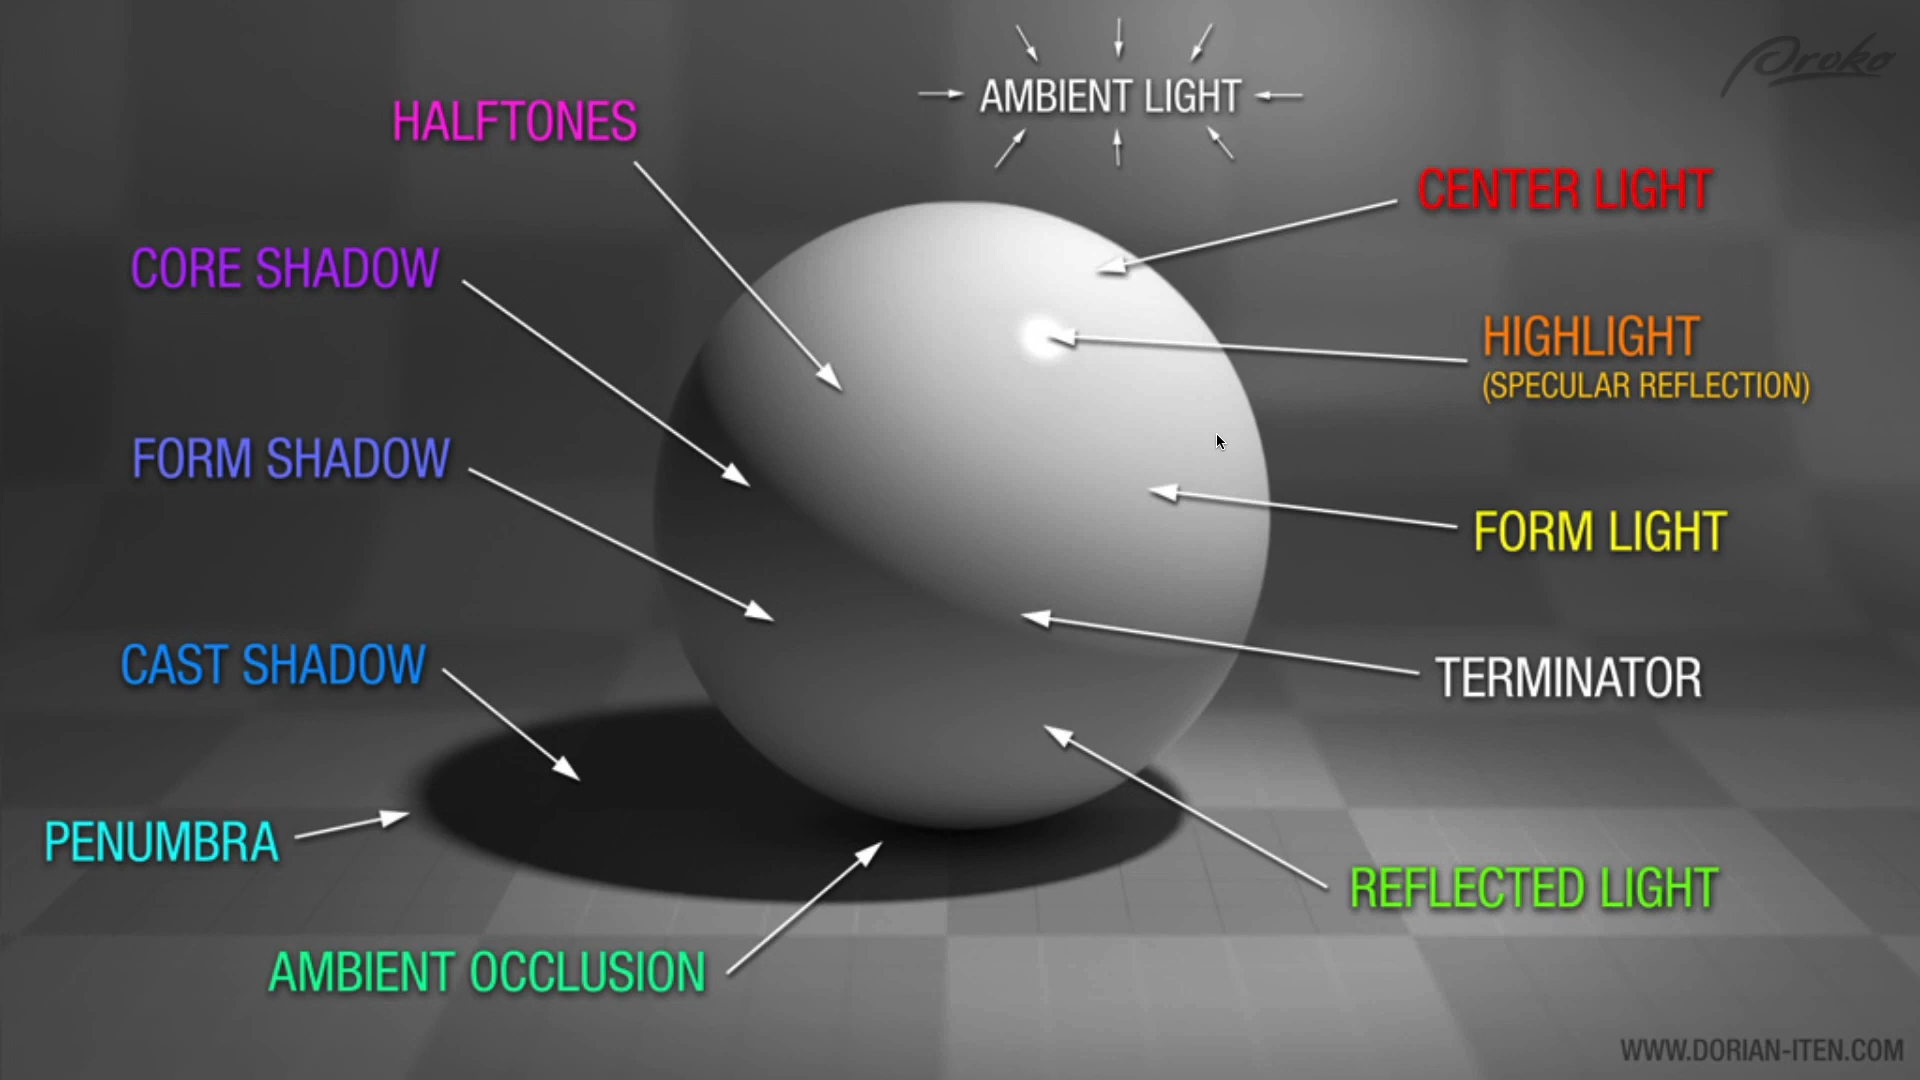 Proko
AMBIENT LIGHT
HALFTONES
CENTER LIGHT
CORE SHADOW
HIGHLIGHT
(SPECULAR REFLECTION)
FORM SHADOW
FORM LIGHT
CAST SHADOW
TERMINATOR
PENUMBRA
REFLECTED LIGHT
AMBIENT OCCLUSION
WWW.DORIAN-ITEN.COM